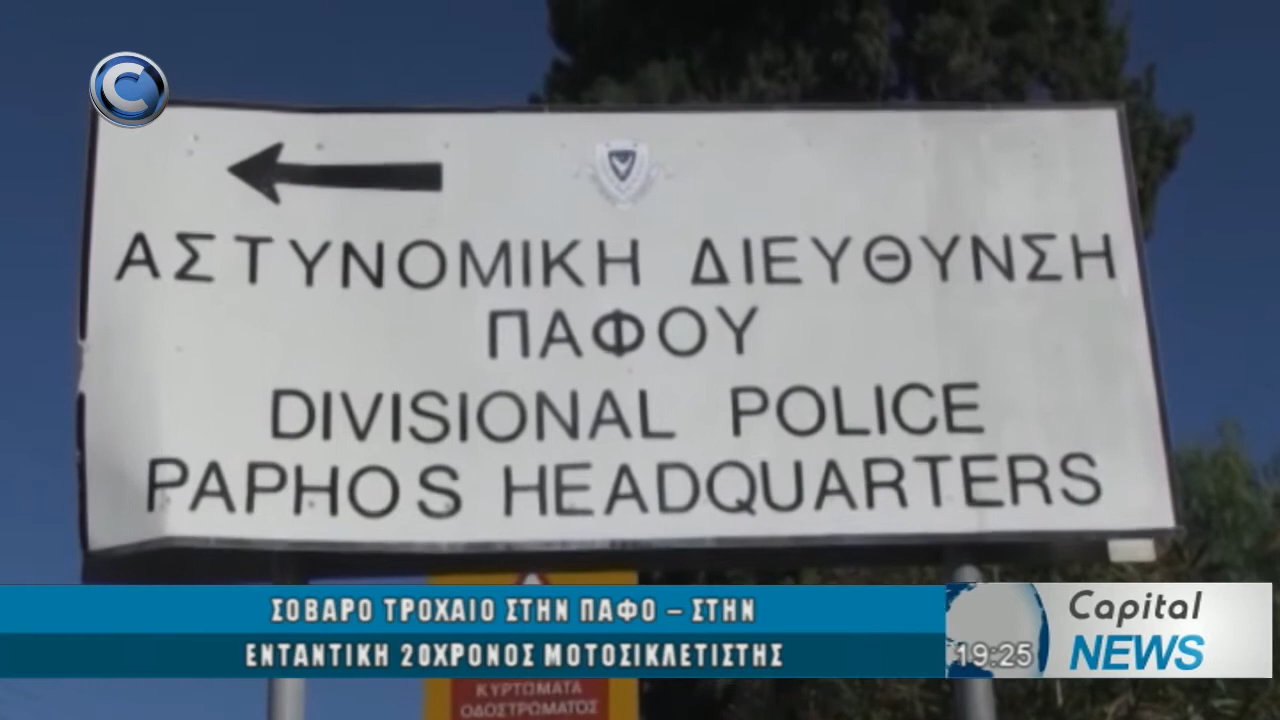 C
ΑΣΤΥΝΟΜΙΚΗ ΔΙΕΥΘΥΝΣΗ
ΠΑΦΟΥ
DIVISIONAL POLICE
PAPHOS HEADQUARTERS
ΣΟΒΑΡΟ ΤΡΟΧΑΙΟ ΣΤΗΝ ΠΑΦΟ – ΣΤΗΝ
ΕΝΤΑΝΤΙΚΗ 20ΧΡΟΝΟΣ ΜΟΤΟΣΙΚΛΕΤΙΣΤΗΣ
19:25
Capital
NEWS
ΚΥΡΤΩΜΑΤΑ
ΟΔΟΣΤΡΩΜΑΤΟΣ